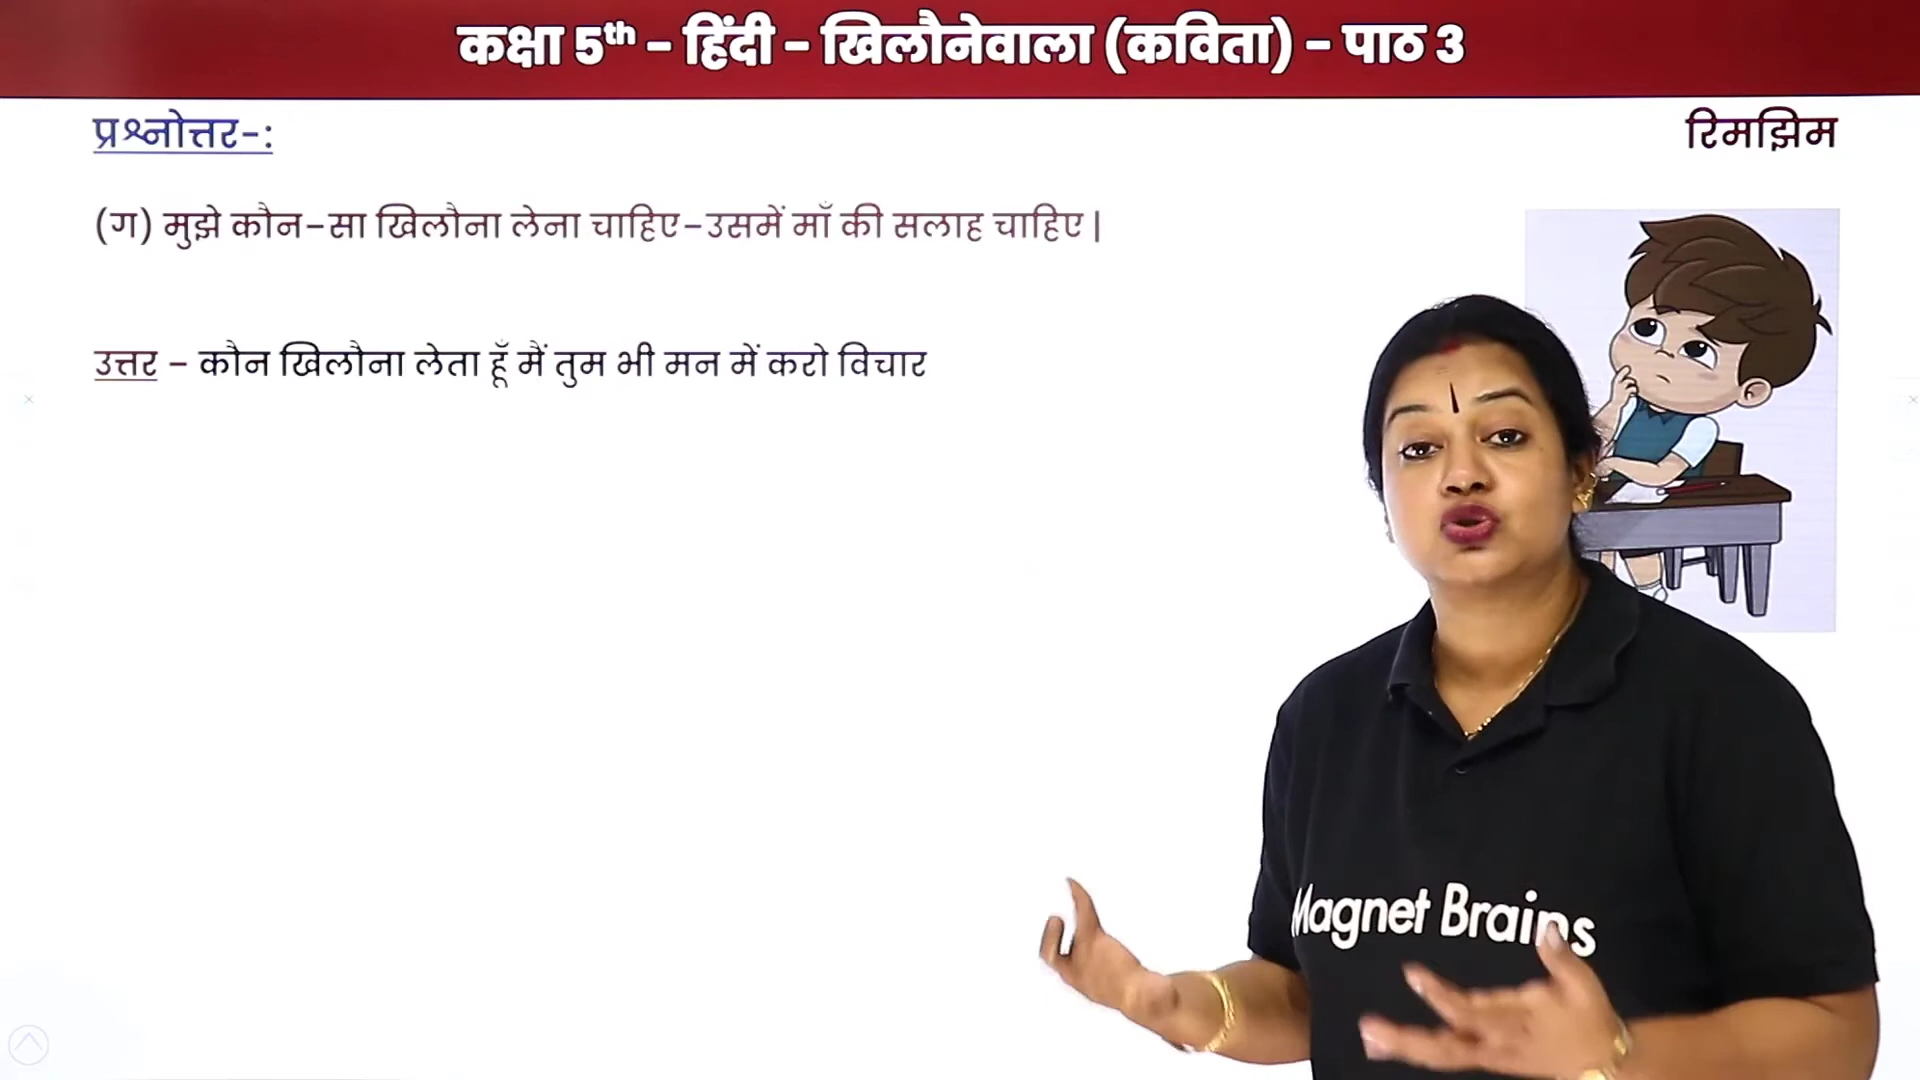 कक्षा 5th - हिंदी - खिलौनेवाला (कविता) - पाठ 3
प्रश्नोत्तर-:
रिमझिम
(ग) मुझे कौन-सा खिलौना लेना चाहिए-उसमें माँ की सलाह चाहिए |
उत्तर - कौन खिलौना लेता हूँ मैं तुम भी मन में करो विचार
Magnet Brains